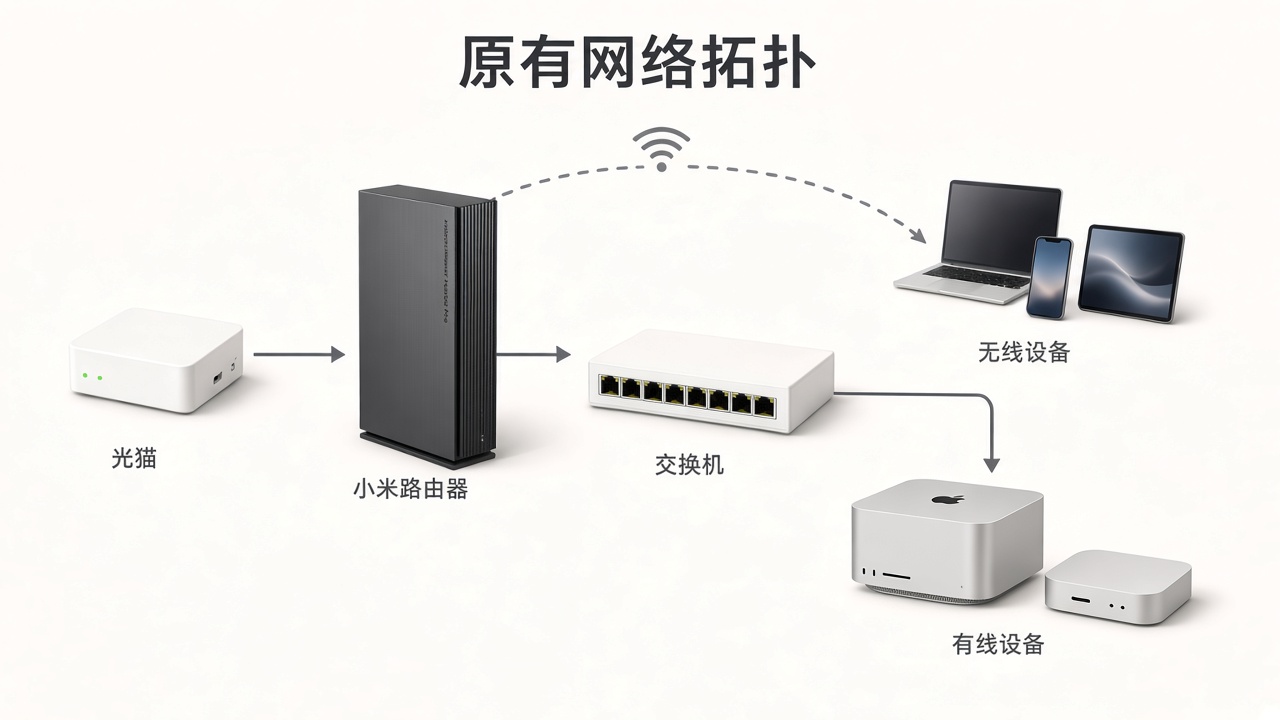 原有网络拓扑
光猫
小米路由器
交换机
无线设备
有线设备